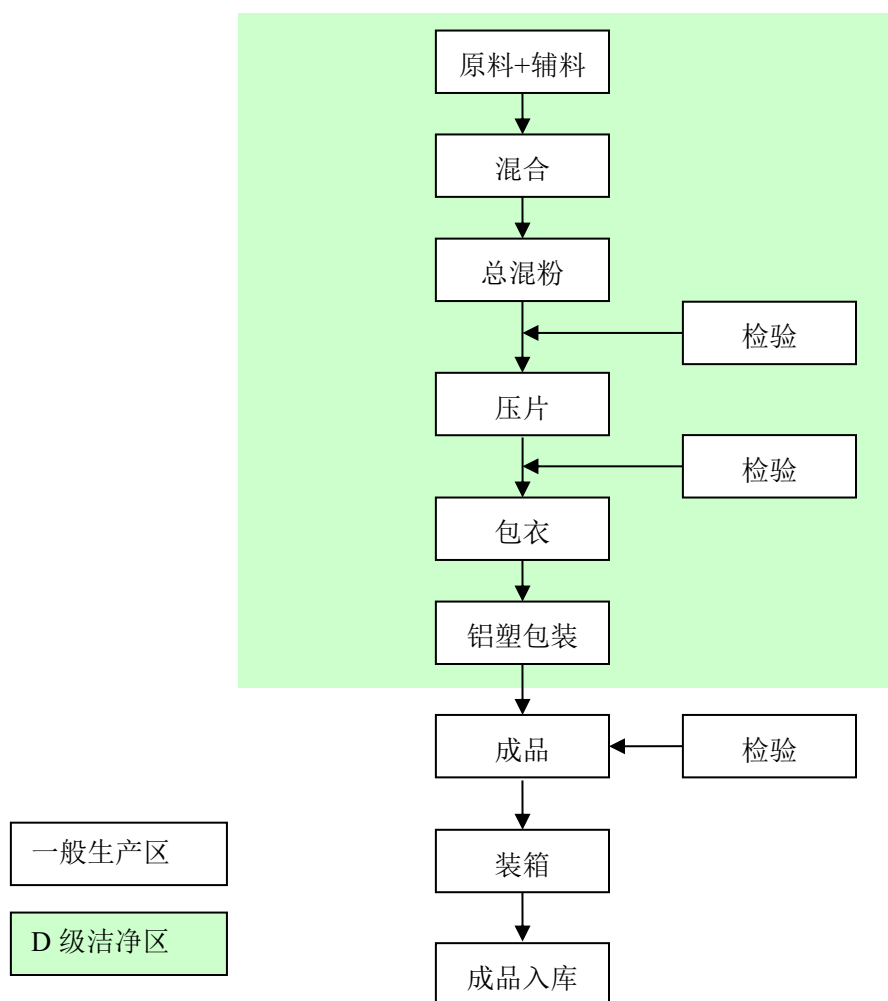 原料+辅料
混合
总混粉
检验
压片
检验
包衣
铝塑包装
成品
检验
一般生产区
装箱
D 级洁净区
成品入库